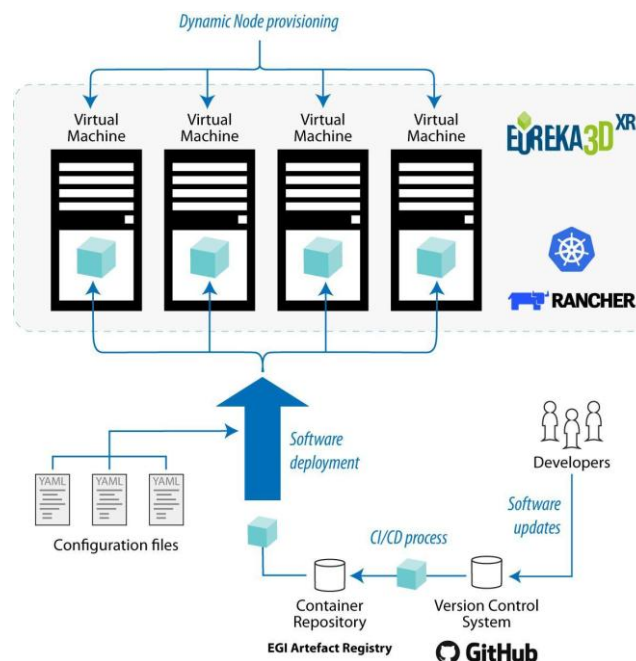 Dynamic Node provisioning
Virtual
Machine
Virtual
Machine
Virtual
Machine
Virtual
Machine
EUREKA3D XR
RANCHER
Software
deployment
Developers
YAML
YAML
YAML
Configuration files
Software
updates
CI/CD process
Container
Repository
EGI Artefact Registry
Version Control
System
GitHub